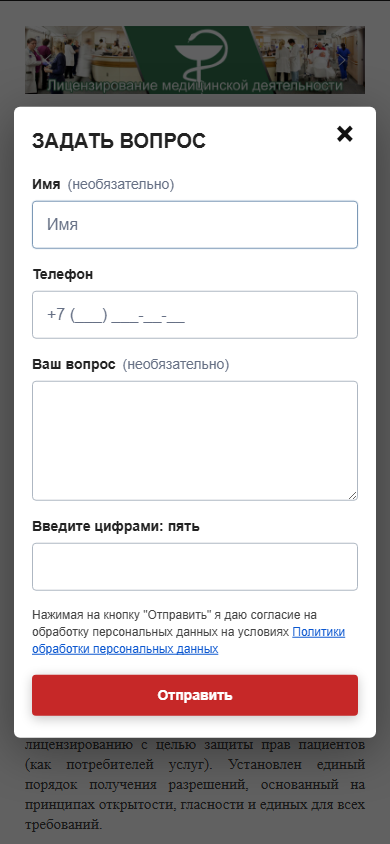 Лицензирование медицинской деятельности
ЗАДАТЬ ВОПРОС
Имя (необязательно)
Имя
Телефон
+7 (___) ___-__-__
Ваш вопрос (необязательно)
Введите цифрами: пять
Нажимая на кнопку "Отправить" я даю согласие на
обработку персональных данных на условиях Политики
обработки персональных данных
Отправить
лицензированию с целью защиты прав пациентов
(как потребителей услуг). Установлен единый
порядок получения разрешений, основанный на
принципах открытости, гласности и единых для всех
требований.